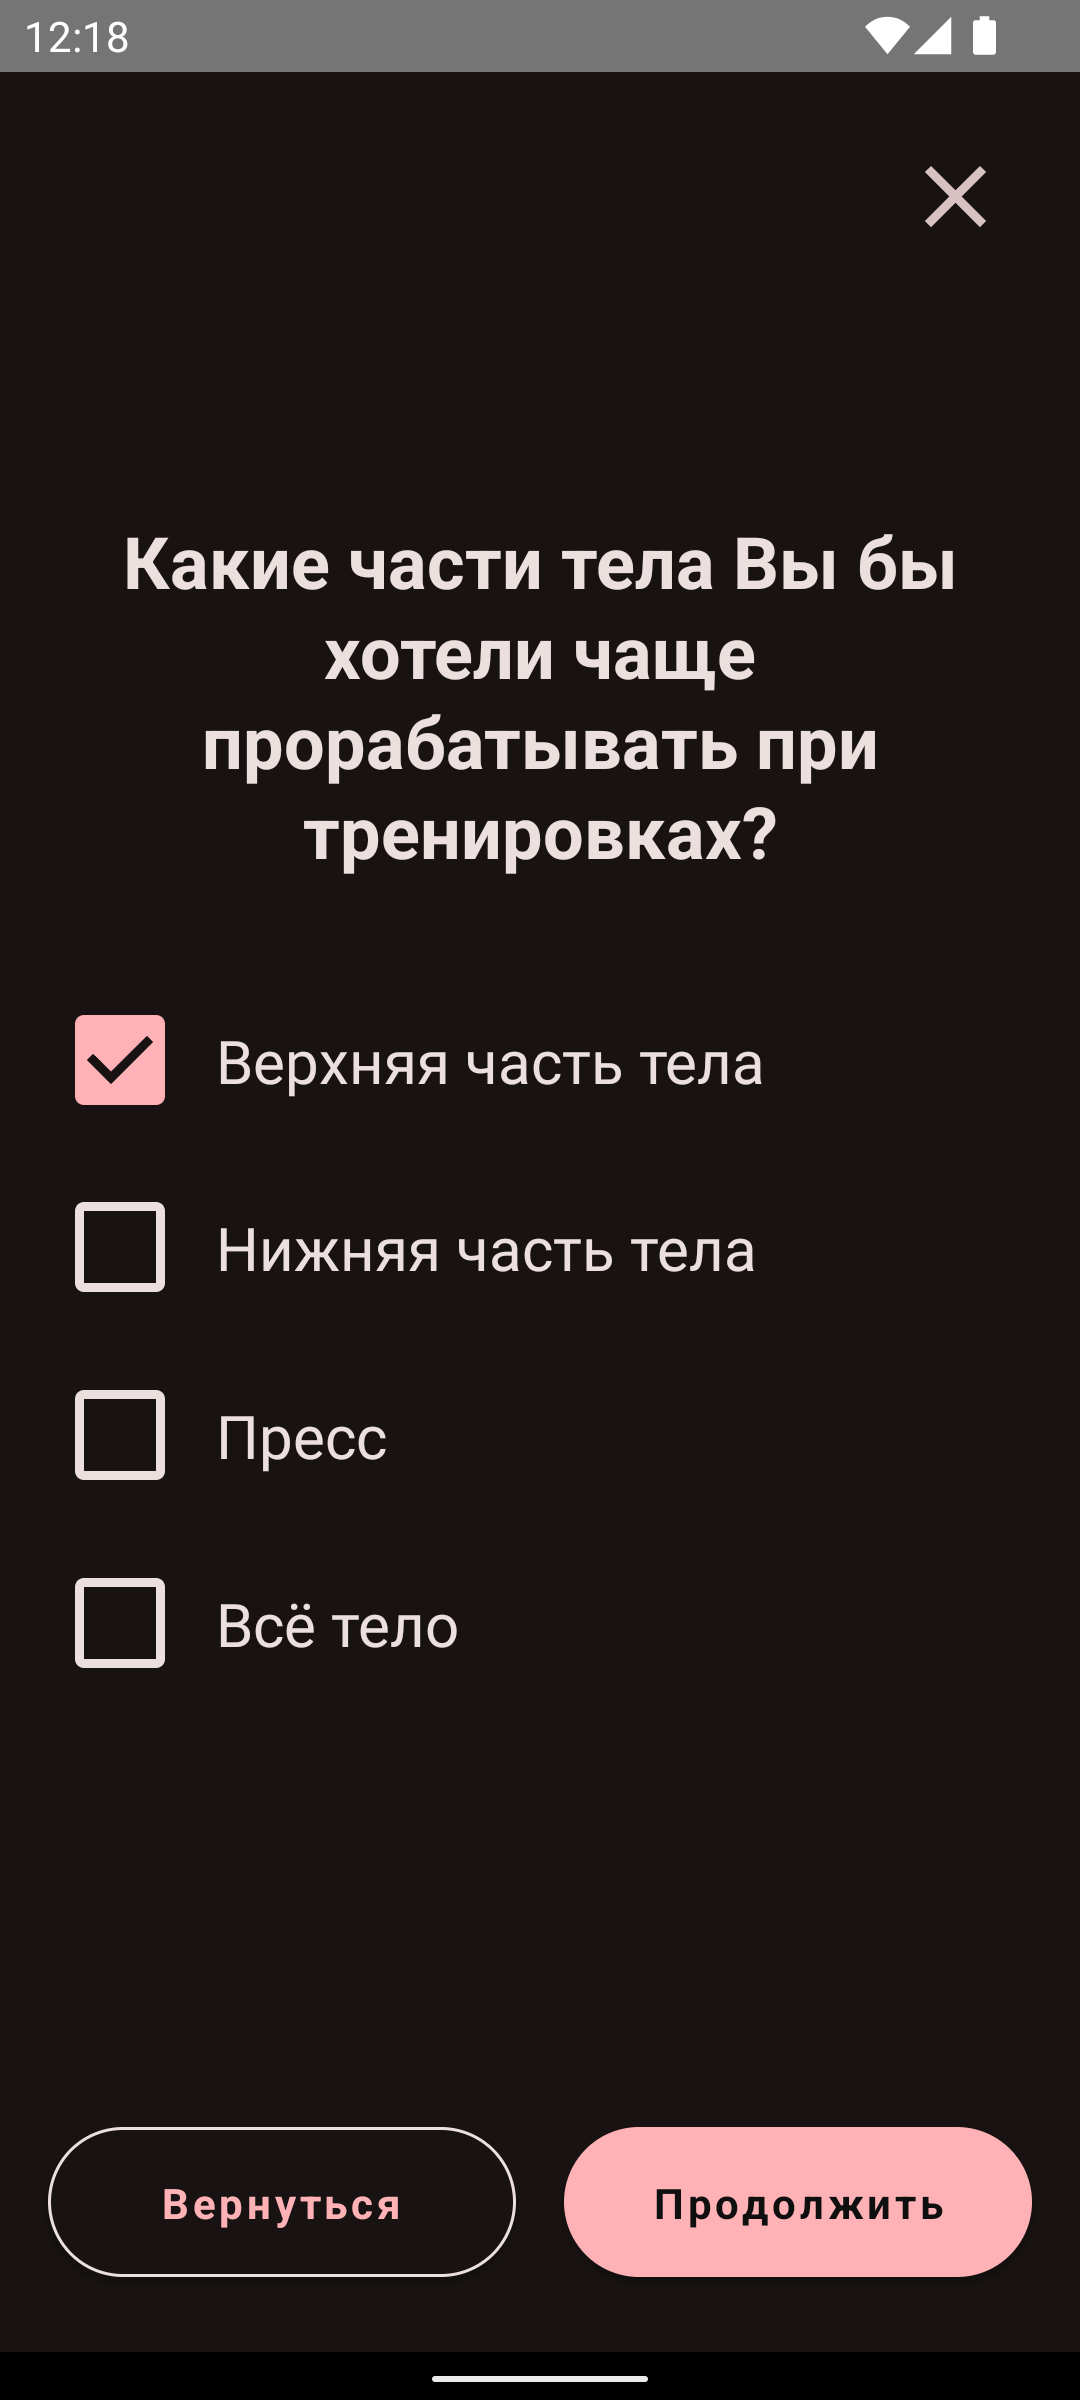 12:18
Какие части тела Вы бы
хотели чаще
прорабатывать при
тренировках?
Верхняя часть тела
Нижняя часть тела
Пресс
Всё тело
Вернуться
Продолжить